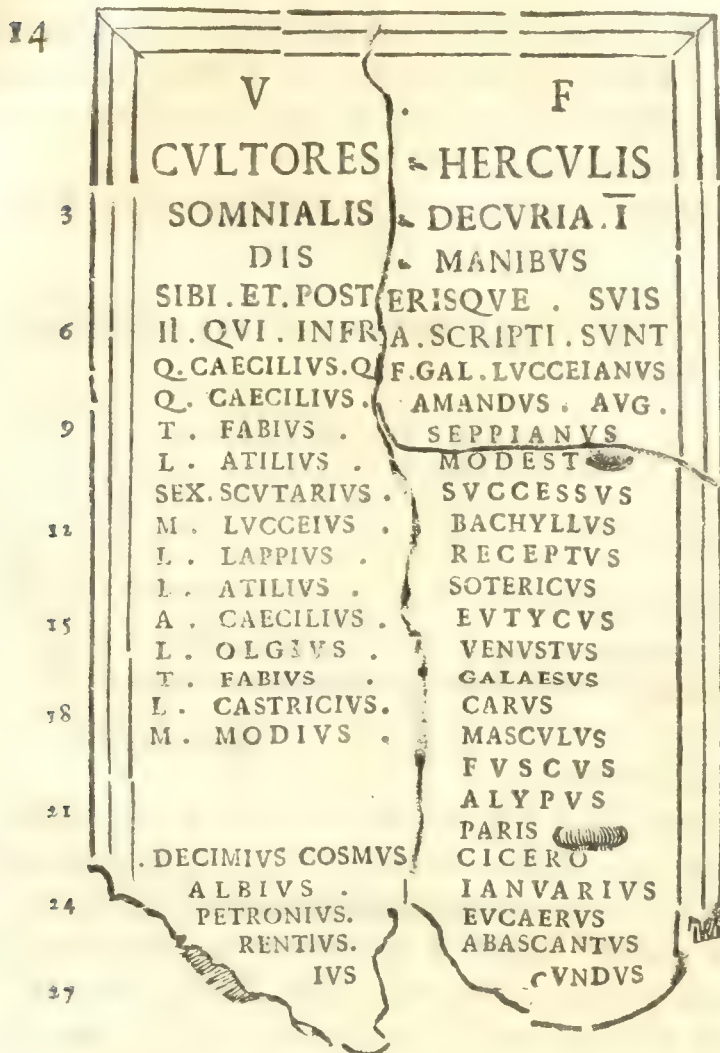 14
V F
CVLTORES HERCVLIS
3 SOMNIALIS DECVRIA. I̅
DIS MANIBVS
SIBI . ET. POSTERISQVE . SVIS
6 II. QVI . INFRA. SCRIPTI . SVNT
Q. CAECILIVS. Q F. GAL. LVCCEIANVS
Q. CAECILIVS . AMANDVS . AVG.
9 T . FABIVS . SEPPIANVS
L . ATILIVS . MODEST
SEX. SCVTARIVS . SVCCESSVS
12 M . LVCCEIVS . BACHYLLVS
L . LAPPIVS . RECEPTVS
L . ATILIVS . SOTERICVS
15 A . CAECILIVS . EVTYCVS
L . OLGIVS . VENVSTVS
T . FABIVS . GALAESVS
18 L . CASTRICIVS. CARVS
M . MODIVS . MASCVLVS
FVSCVS
21 ALYPVS
PARIS
. DECIMIVS COSMVS CICERO
24 ALBIVS . IANVARIVS
PETRONIVS. EVCAERVS
RENTIVS. ABASCANTVS
27 IVS CVNDVS